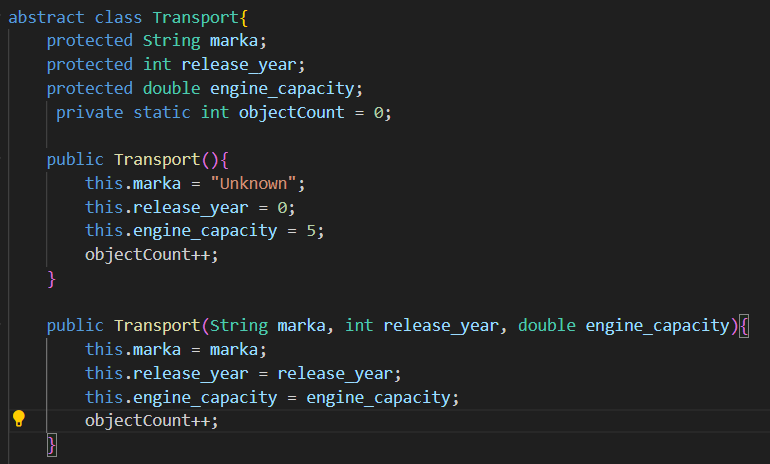 abstract class Transport{
    protected String marka;
    protected int release_year;
    protected double engine_capacity;
     private static int objectCount = 0;

    public Transport(){
        this.marka = "Unknown";
        this.release_year = 0;
        this.engine_capacity = 5;
        objectCount++;
    }

    public Transport(String marka, int release_year, double engine_capacity){
        this.marka = marka;
        this.release_year = release_year;
        this.engine_capacity = engine_capacity;
        objectCount++;
    }